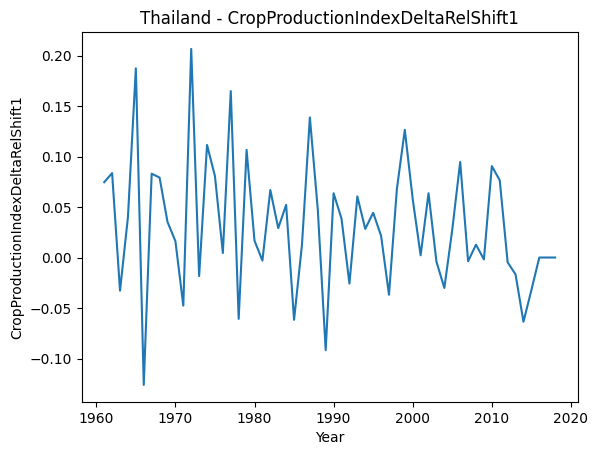 Thailand - CropProductionIndexDeltaRelShift1
CropProductionIndexDeltaRelShift1
0.20
0.15
0.10
0.05
0.00
−0.05
−0.10
1960 1970 1980 1990 2000 2010 2020
Year